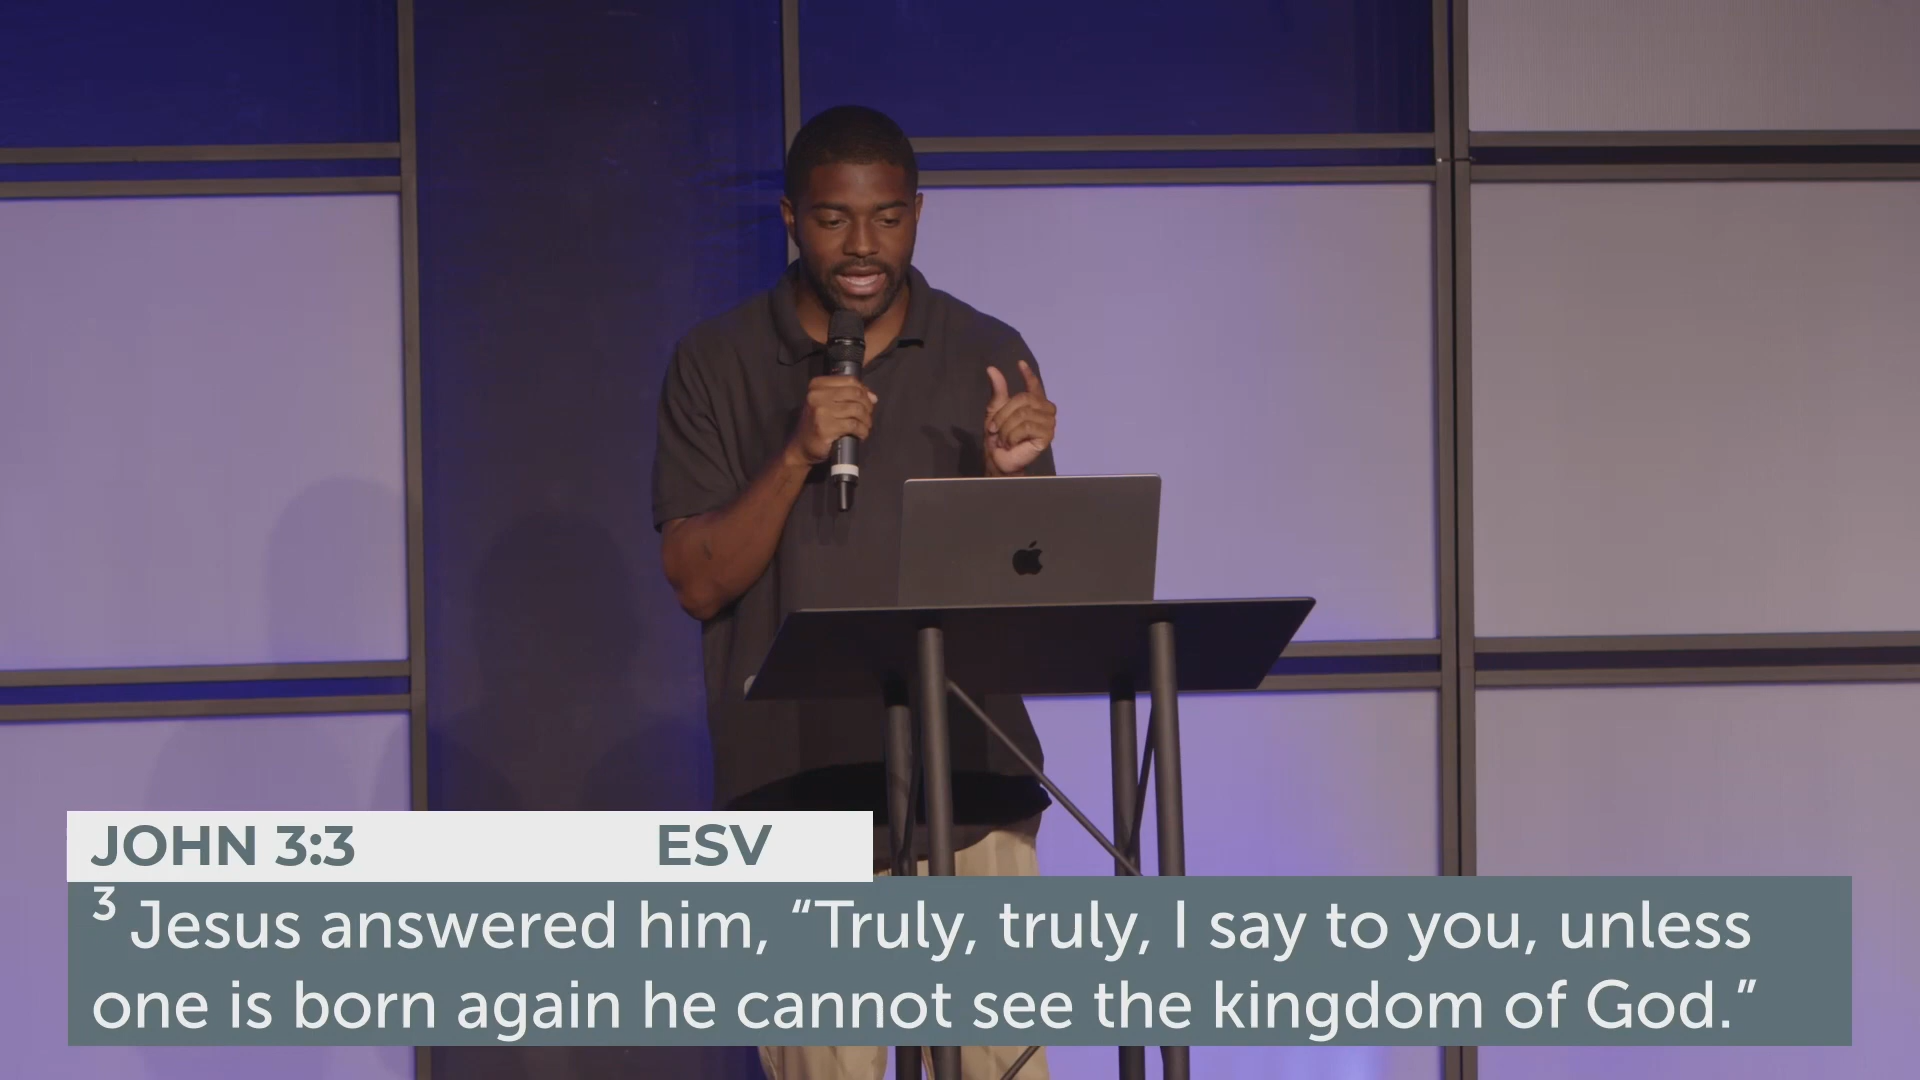 JOHN 3:3 ESV
3 Jesus answered him, “Truly, truly, I say to you, unless
one is born again he cannot see the kingdom of God.”